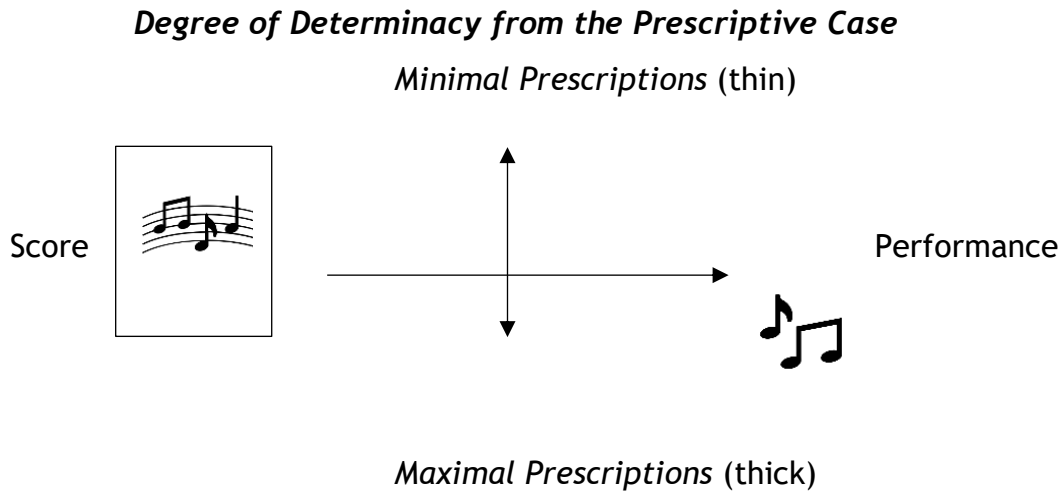 Degree of Determinacy from the Prescriptive Case
Minimal Prescriptions (thin)
Score
Performance
Maximal Prescriptions (thick)